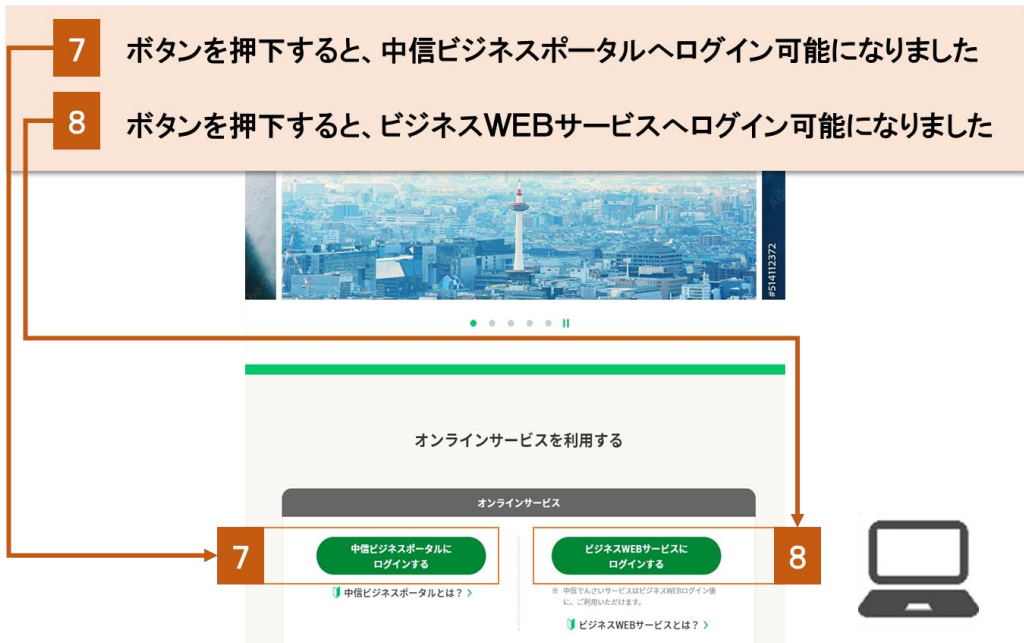 7 ボタンを押下すると、中信ビジネスポータルへログイン可能になりました
8 ボタンを押下すると、ビジネスWEBサービスへログイン可能になりました
#514112372
オンラインサービスを利用する
オンラインサービス
7
中信ビジネスポータルに
ログインする
中信ビジネスポータルとは？ >
ビジネスWEBサービスに
ログインする
8
※ 中信でんさいサービスはビジネスWEBログイン後
に、ご利用いただけます。
ビジネスWEBサービスとは？ >